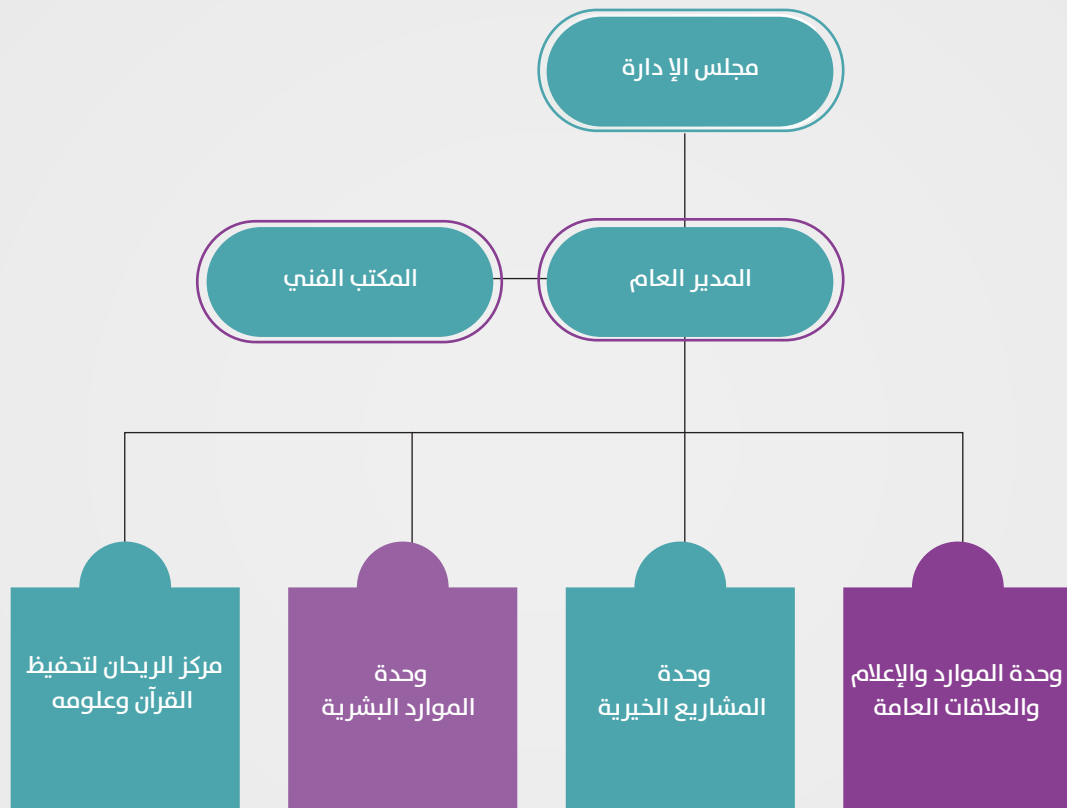 مجلس الإ دارة
المدير العام
المكتب الفني
وحدة الموارد والإعلام
والعلاقات العامة
وحدة
المشاريع الخيرية
وحدة
الموارد البشرية
مركز الريحان لتحفيظ
القرآن وعلومه